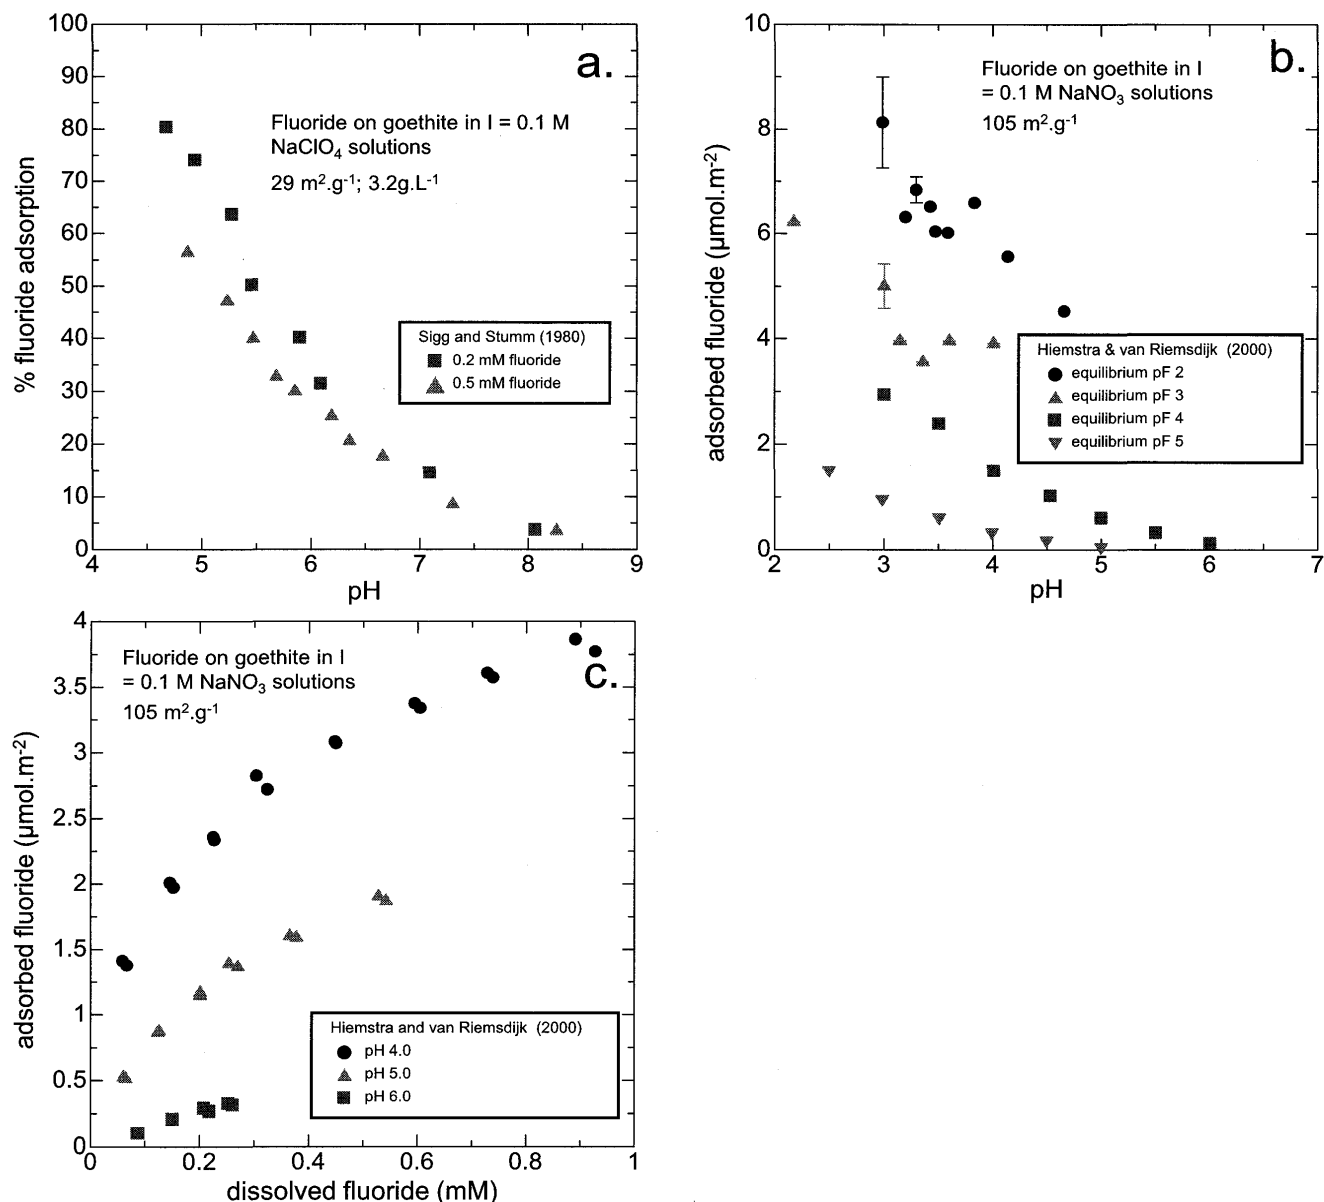 100
90
80
70
60
50
40
30
20
10
0
% fluoride adsorption
a.
Fluoride on goethite in I = 0.1 M
NaClO₄ solutions
29 m².g⁻¹; 3.2g.L⁻¹
Sigg and Stumm (1980)
0.2 mM fluoride
0.5 mM fluoride
4 5 6 7 8 9
pH
10
8
6
4
2
0
adsorbed fluoride (µmol.m⁻²)
b.
Fluoride on goethite in I
= 0.1 M NaNO₃ solutions
105 m².g⁻¹
Hiemstra & van Riemsdijk (2000)
equilibrium pF 2
equilibrium pF 3
equilibrium pF 4
equilibrium pF 5
2 3 4 5 6 7
pH
4
3.5
3
2.5
2
1.5
1
0.5
0
adsorbed fluoride (µmol.m⁻²)
Fluoride on goethite in I
= 0.1 M NaNO₃ solutions
105 m².g⁻¹
c.
Hiemstra and van Riemsdijk (2000)
pH 4.0
pH 5.0
pH 6.0
0 0.2 0.4 0.6 0.8 1
dissolved fluoride (mM)